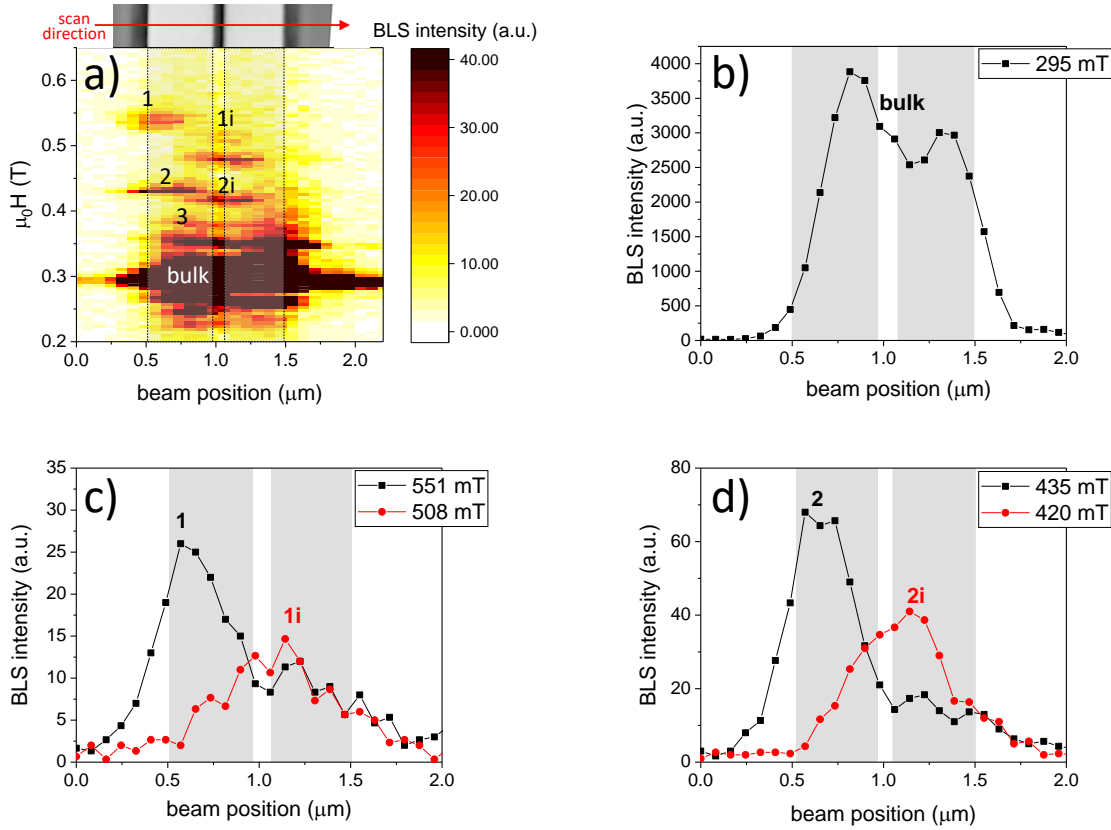 scan
direction
BLS intensity (a.u.)
a)
0.6
0.5
0.4
0.3
0.2
μ₀H (T)
1
1i
2
2i
3
bulk
0.0
0.5
1.0
1.5
2.0
beam position (μm)
40.00
30.00
20.00
10.00
0.000
b)
295 mT
bulk
4000
3500
3000
2500
2000
1500
1000
500
0
BLS intensity (a.u.)
0.0
0.5
1.0
1.5
2.0
beam position (μm)
c)
551 mT
508 mT
1
1i
35
30
25
20
15
10
5
0
BLS intensity (a.u.)
0.0
0.5
1.0
1.5
2.0
beam position (μm)
d)
435 mT
420 mT
2
2i
80
60
40
20
0
BLS intensity (a.u.)
0.0
0.5
1.0
1.5
2.0
beam position (μm)